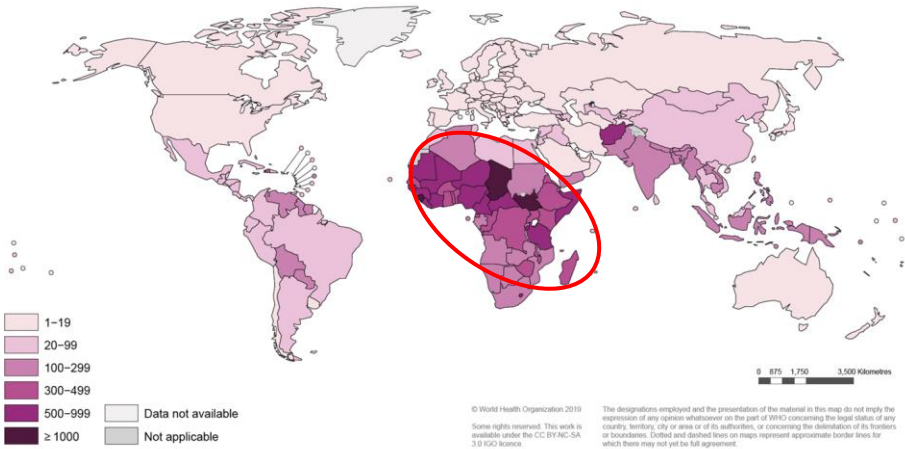 1–19
20–99
100–299
300–499
500–999
≥ 1000
Data not available
Not applicable
0 875 1,750 3,500 Kilometres
© World Health Organization 2019
Some rights reserved. This work is
available under the CC BY-NC-SA
3.0 IGO licence.
The designations employed and the presentation of the material in this map do not imply the
expression of any opinion whatsoever on the part of WHO concerning the legal status of any
country, territory, city or area or of its authorities, or concerning the delimitation of its frontiers
or boundaries. Dotted and dashed lines on maps represent approximate border lines for
which there may not yet be full agreement.